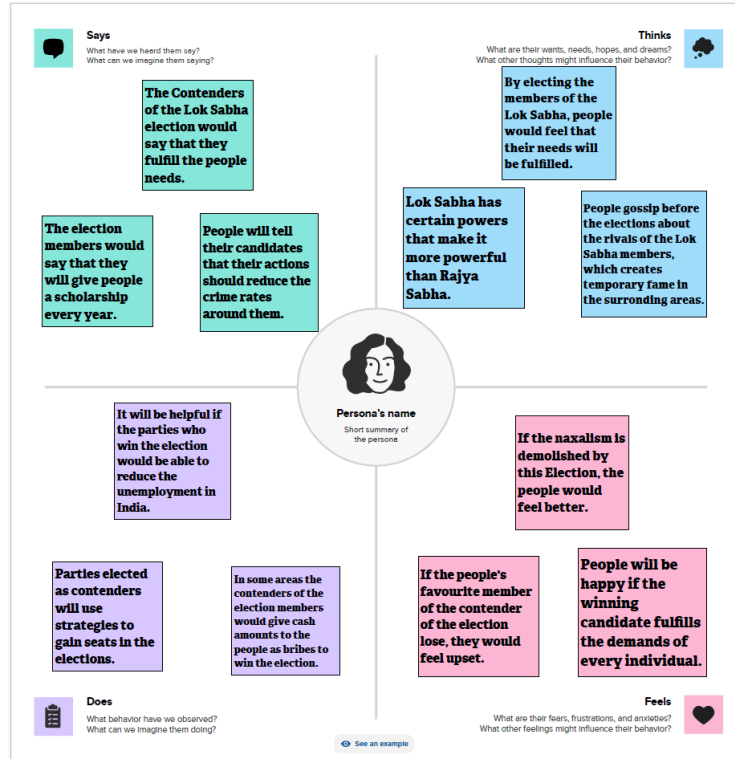 Says
What have we heard them say?
What can we imagine them saying?
Thinks
What are their wants, needs, hopes, and dreams?
What other thoughts might influence their behavior?
The Contenders
of the Lok Sabha
election would
say that they
fulfill the people
needs.
By electing the
members of the
Lok Sabha, people
would feel that
their needs will
be fulfilled.
The election
members would
say that they
will give people
a scholarship
every year.
People will tell
their candidates
that their actions
should reduce the
crime rates
around them.
Lok Sabha has
certain powers
that make it
more powerful
than Rajya
Sabha.
People gossip before
the elections about
the rivals of the Lok
Sabha members,
which creates
temporary fame in
the surronding areas.
Persona's name
Short summary of
the persona
It will be helpful if
the parties who
win the election
would be able to
reduce the
unemployment in
India.
If the naxalism is
demolished by
this Election, the
people would
feel better.
Parties elected
as contenders
will use
strategies to
gain seats in the
elections.
In some areas the
contenders of the
election members
would give cash
amounts to the
people as bribes to
win the election.
If the people's
favourite member
of the contender
of the election
lose, they would
feel upset.
People will be
happy if the
winning
candidate fulfills
the demands of
every individual.
Does
What behavior have we observed?
What can we imagine them doing?
Feels
What are their fears, frustrations, and anxieties?
What other feelings might influence their behavior?
See an example